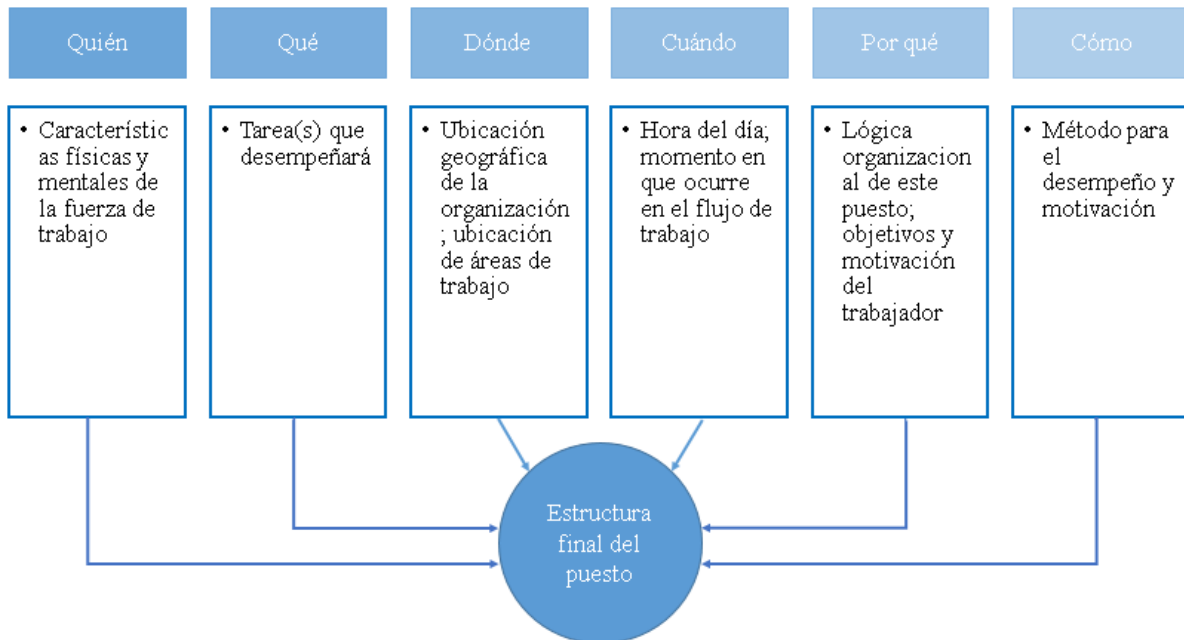 Quién
Qué
Dónde
Cuándo
Por qué
Cómo
• Característic
as físicas y
mentales de
la fuerza de
trabajo
• Tarea(s) que
desempeñará
• Ubicación
geográfica
de la
organización
; ubicación
de áreas de
trabajo
• Hora del día;
momento en
que ocurre
en el flujo de
trabajo
• Lógica
organizacion
al de este
puesto;
objetivos y
motivación
del
trabajador
• Método para
el
desempeño y
motivación
Estructura
final del
puesto